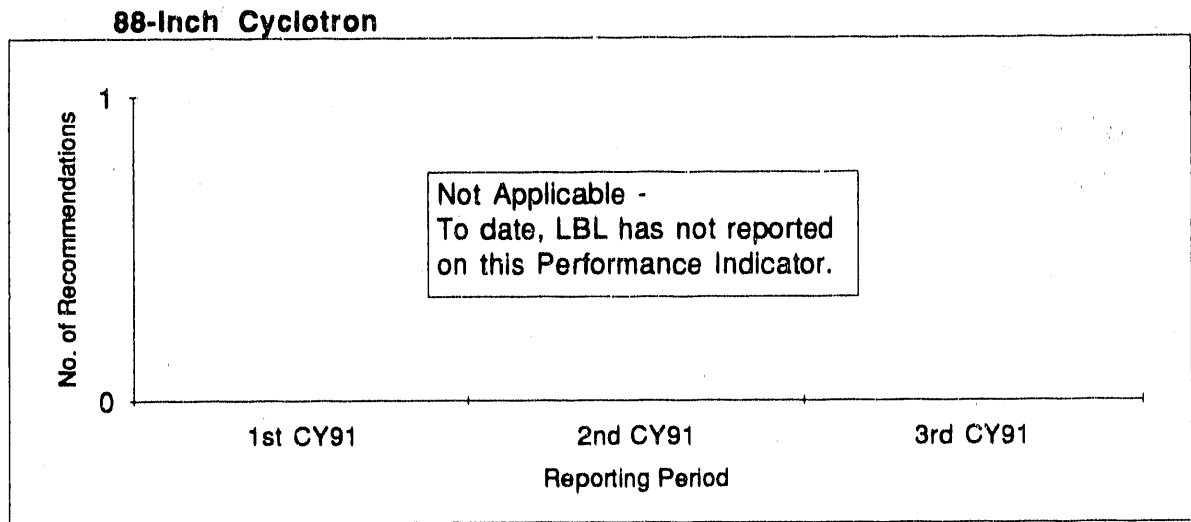 88-Inch Cyclotron
1
No. of Recommendations
Not Applicable -
To date, LBL has not reported
on this Performance Indicator.
0
1st CY91 2nd CY91 3rd CY91
Reporting Period